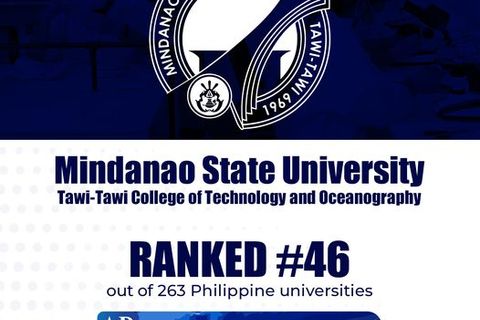 MINDANAO
TAWI-TAWI
1969
Mindanao State University
Tawi-Tawi College of Technology and Oceanography
RANKED #46
out of 263 Philippine universities